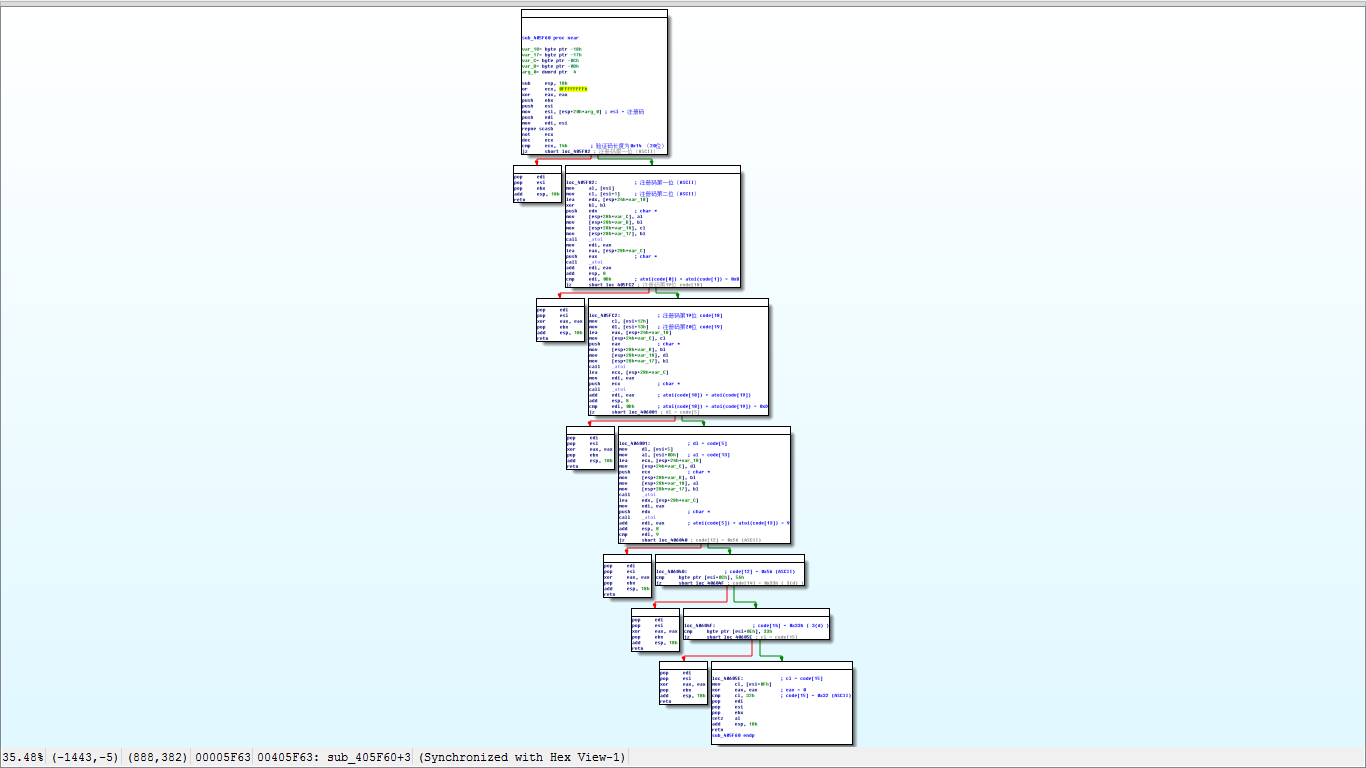 sub_405F60 proc near
var_18= byte ptr -18h
var_17= byte ptr -17h
var_C= byte ptr -0Ch
var_B= byte ptr -0Bh
arg_0= dword ptr 4
sub esp, 18h
or ecx, 0FFFFFFFFh
xor eax, eax
push ebx
push esi
mov esi, [esp+20h+arg_0] ; esi = 注册码
push edi
mov edi, esi
repne scasb
not ecx
dec ecx
cmp ecx, 14h ; 验证码长度为0x14 (20位)
jz short loc_405F82 ; 注册码第一位 (ASCII)
pop edi
pop esi
pop ebx
add esp, 18h
retn
loc_405F82: ; 注册码第一位 (ASCII)
mov al, [esi]
mov cl, [esi+1] ; 注册码第二位 (ASCII)
lea edx, [esp+24h+var_18]
xor bl, bl
push edx ; char *
mov [esp+28h+var_C], al
mov [esp+28h+var_B], bl
mov [esp+28h+var_18], cl
mov [esp+28h+var_17], bl
call _atoi
mov edi, eax
lea eax, [esp+28h+var_C]
push eax ; char *
call _atoi
add edi, eax
add esp, 8
cmp edi, 0Bh ; atoi(code[0]) + atoi(code[1]) = 0x0
jz short loc_405FC2 ; 注册码第19位 code[18]
pop edi
pop esi
xor eax, eax
pop ebx
add esp, 18h
retn
loc_405FC2: ; 注册码第19位 code[18]
mov cl, [esi+12h]
mov dl, [esi+13h] ; 注册码第20位 code[19]
lea eax, [esp+24h+var_18]
mov [esp+24h+var_C], cl
push eax ; char *
mov [esp+28h+var_B], bl
mov [esp+28h+var_18], dl
mov [esp+28h+var_17], bl
call _atoi
lea ecx, [esp+28h+var_C]
mov edi, eax
push ecx ; char *
call _atoi
add edi, eax ; atoi(code[18]) + atoi(code[19])
add esp, 8
cmp edi, 0Bh ; atoi(code[18]) + atoi(code[19]) = 0x0
jz short loc_406001 ; dl = code[5]
pop edi
pop esi
xor eax, eax
pop ebx
add esp, 18h
retn
loc_406001: ; dl = code[5]
mov dl, [esi+5]
mov al, [esi+0Dh] ; al = code[13]
lea ecx, [esp+24h+var_18]
mov [esp+24h+var_C], dl
push ecx ; char *
mov [esp+28h+var_B], bl
mov [esp+28h+var_18], al
mov [esp+28h+var_17], bl
call _atoi
lea edx, [esp+28h+var_C]
mov edi, eax
push edx ; char *
call _atoi
add edi, eax ; atoi(code[5]) + atoi(code[13]) = 9
add esp, 8
cmp edi, 9
jz short loc_406040 ; code[12] = 0x56 (ASCII)
pop edi
pop esi
xor eax, eax
pop ebx
add esp, 18h
retn
loc_406040: ; code[12] = 0x56 (ASCII)
cmp byte ptr [esi+0Ch], 56h
jz short loc_40604F ; code[14] = 0x33h ( 3(d) )
pop edi
pop esi
xor eax, eax
pop ebx
add esp, 18h
retn
loc_40604F: ; code[14] = 0x33h ( 3(d) )
cmp byte ptr [esi+0Eh], 33h
jz short loc_40605E ; cl = code[15]
pop edi
pop esi
xor eax, eax
pop ebx
add esp, 18h
retn
loc_40605E: ; cl = code[15]
mov cl, [esi+0Fh]
xor eax, eax ; eax = 0
cmp cl, 32h ; code[15] = 0x32 (ASCII)
pop edi
pop esi
pop ebx
setz al
add esp, 18h
retn
sub_405F60 endp
35.48% (-1443,-5) (888,382) 00005F63 00405F63: sub_405F60+3 (Synchronized with Hex View-1)